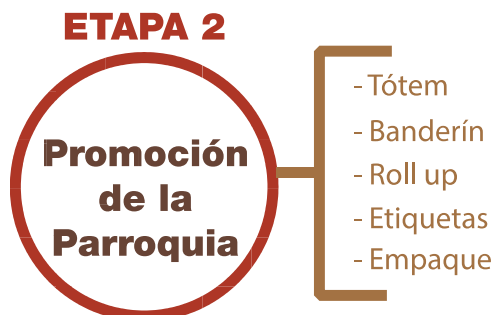 ETAPA 2
Promoción
de la
Parroquia
- Tótem
- Banderín
- Roll up
- Etiquetas
- Empaque